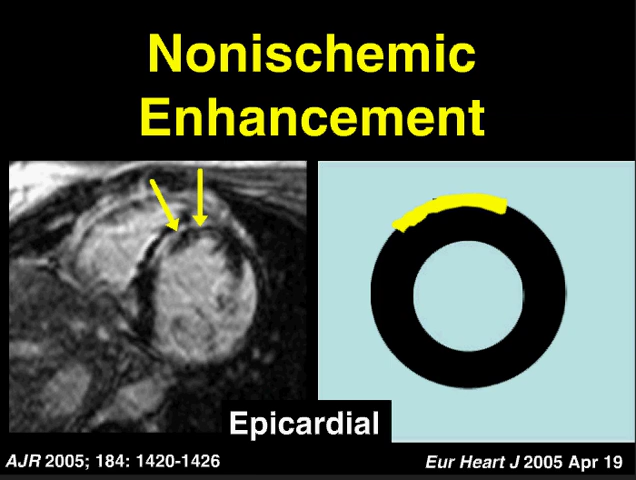 Nonischemic
Enhancement
Epicardial
AJR 2005; 184: 1420-1426
Eur Heart J 2005 Apr 19